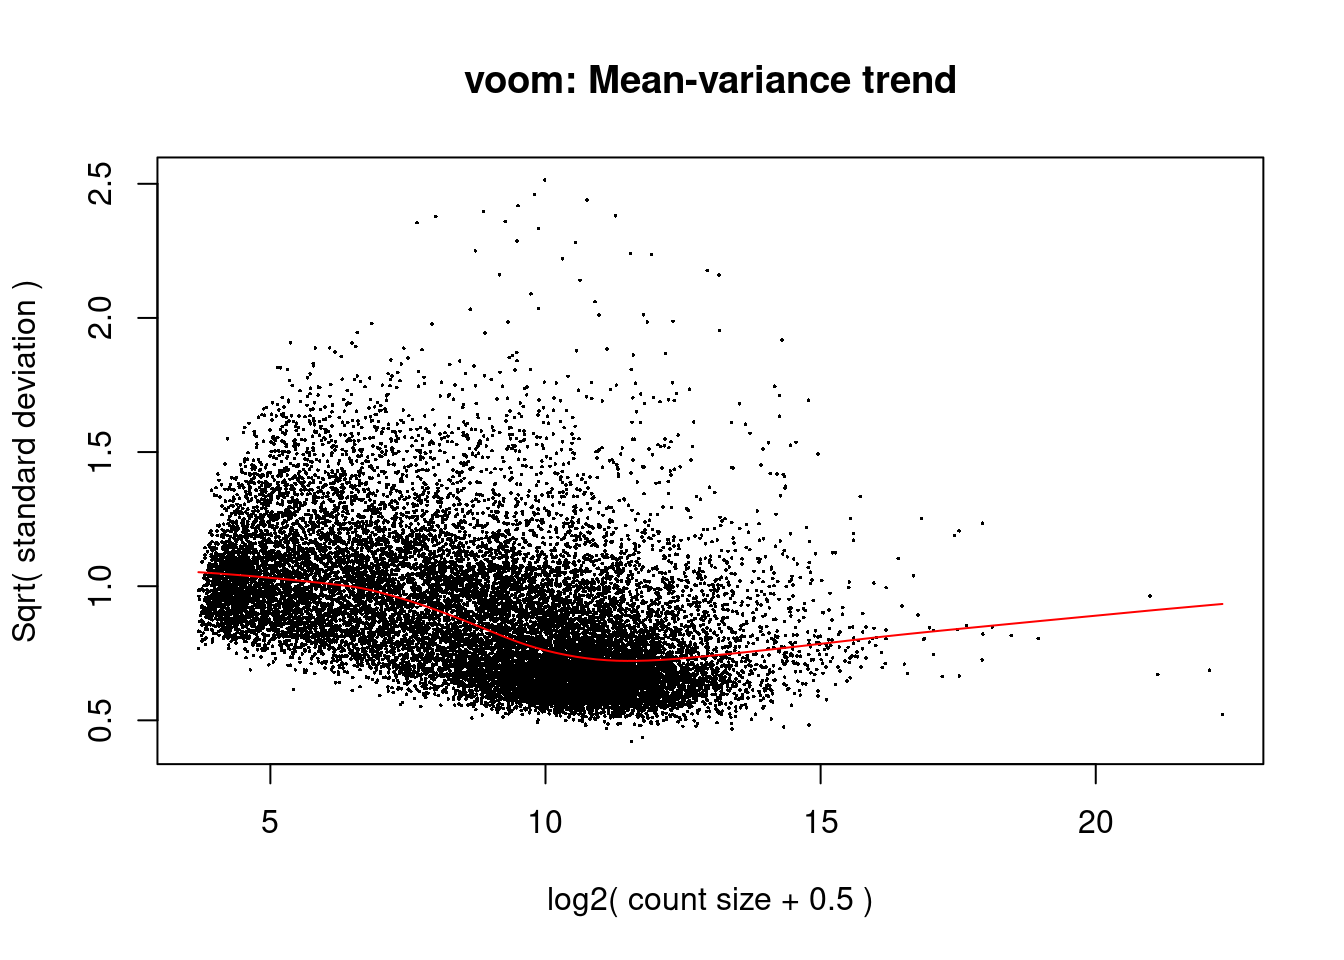 voom: Mean-variance trend
Sqrt( standard deviation )
2.5
2.0
1.5
1.0
0.5
5 10 15 20
log2( count size + 0.5 )